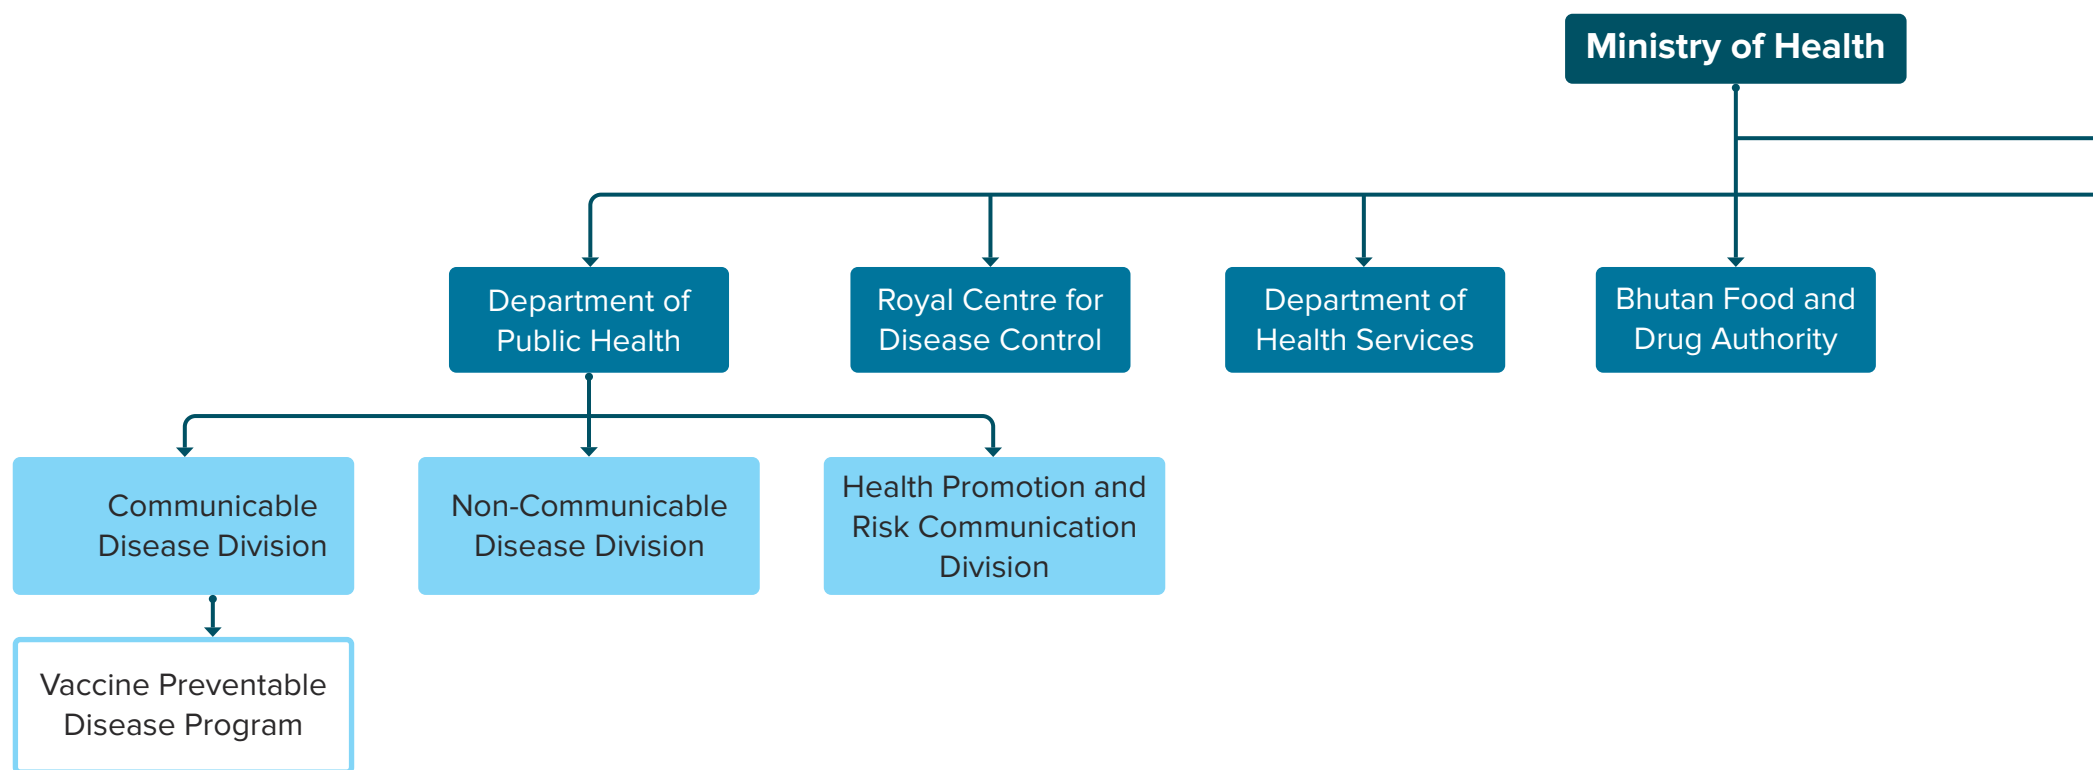 Ministry of Health
Department of
Public Health
Royal Centre for
Disease Control
Department of
Health Services
Bhutan Food and
Drug Authority
Communicable
Disease Division
Non-Communicable
Disease Division
Health Promotion and
Risk Communication
Division
Vaccine Preventable
Disease Program